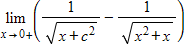 lim x→0+ ( 1/√(x+c²) − 1/√(x²+x) )